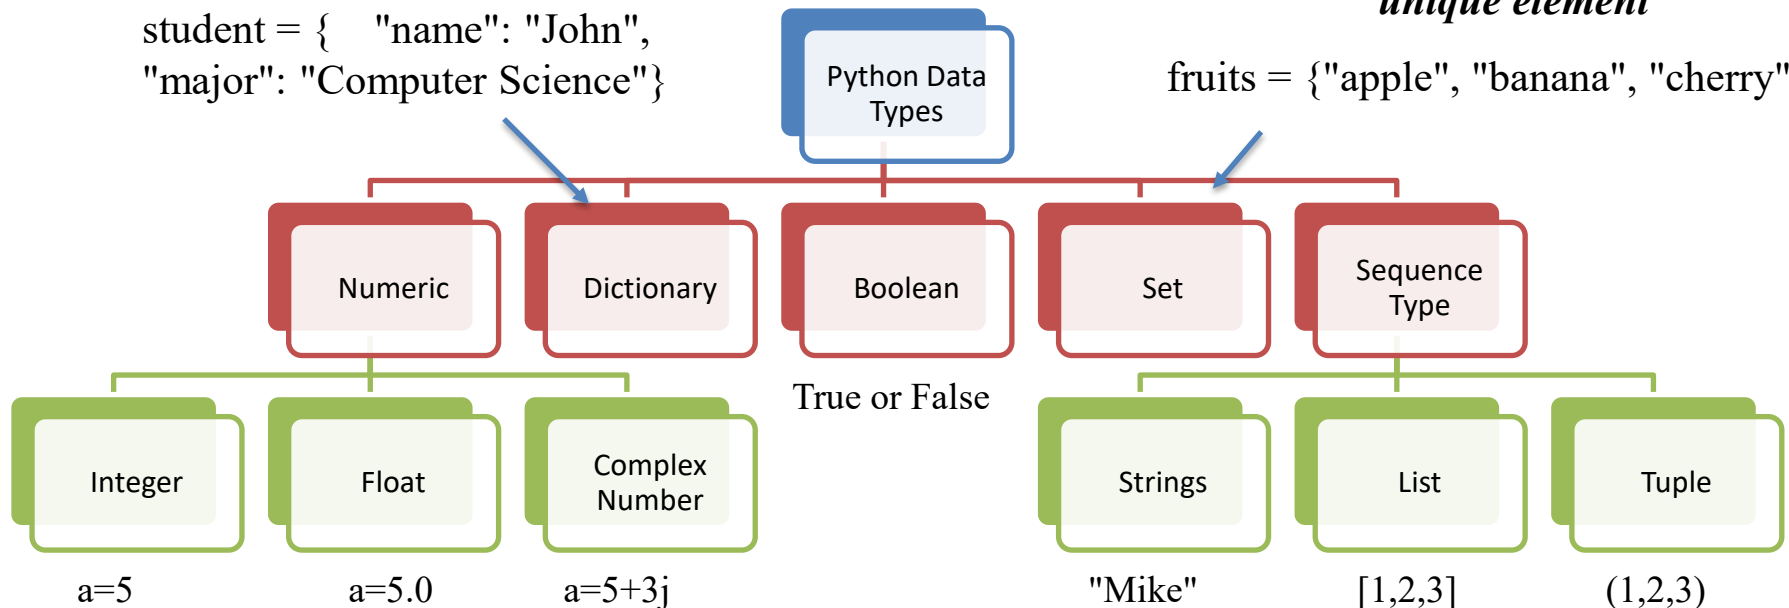 unique element
student = {    "name": "John",
"major": "Computer Science"}
fruits = {"apple", "banana", "cherry"
Python Data
Types
Numeric
Dictionary
Boolean
Set
Sequence
Type
True or False
Integer
Float
Complex
Number
Strings
List
Tuple
a=5
a=5.0
a=5+3j
"Mike"
[1,2,3]
(1,2,3)